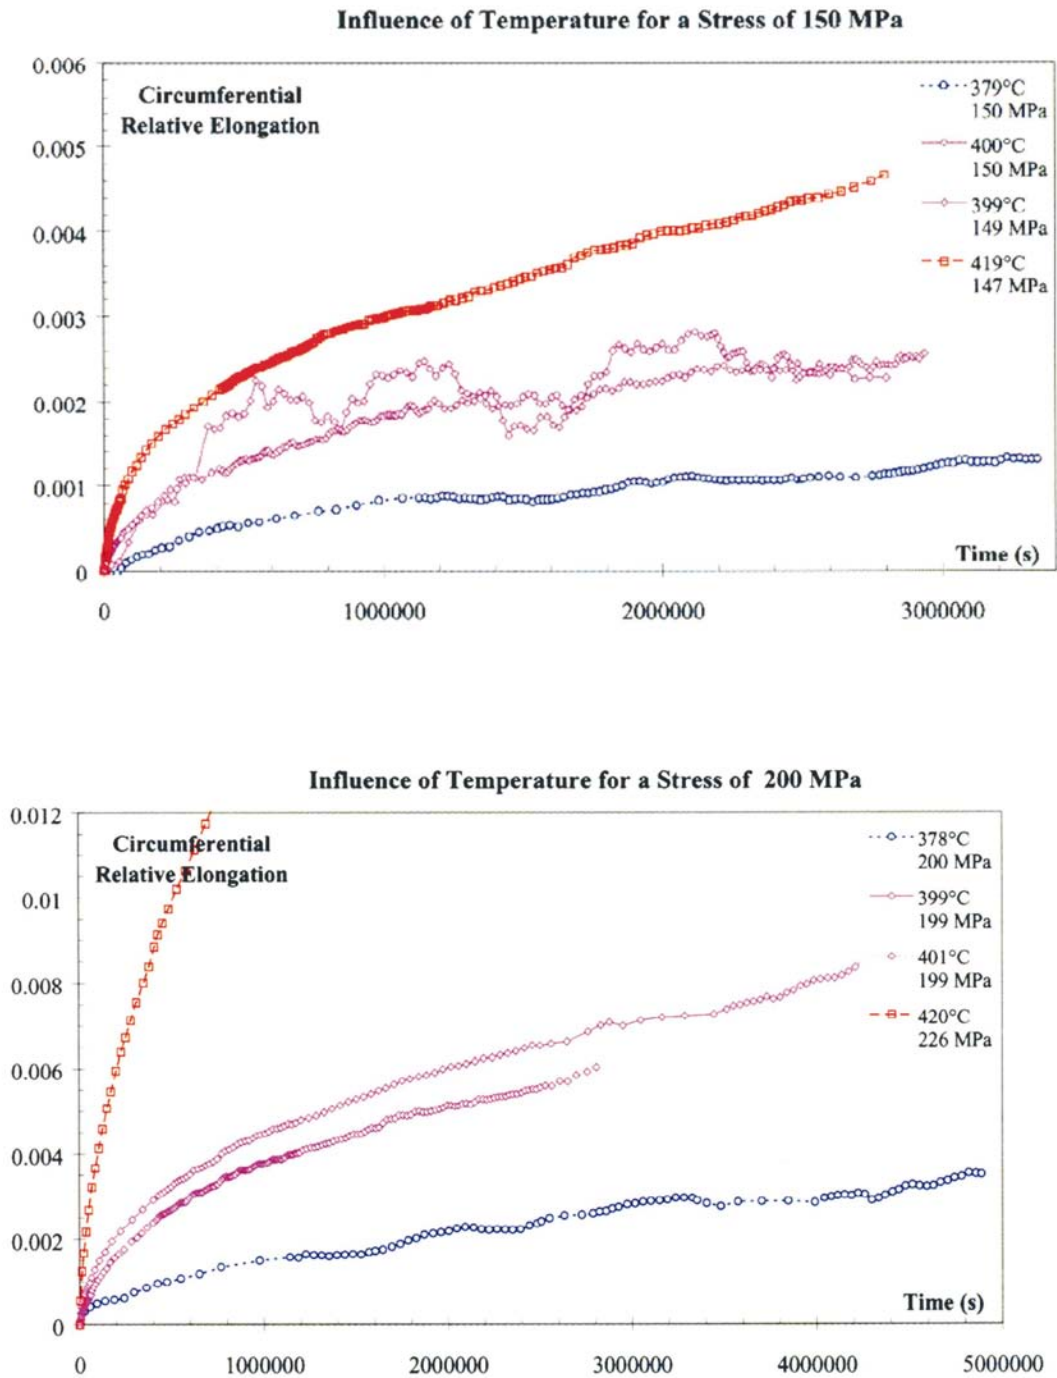 Influence of Temperature for a Stress of 150 MPa
0.006
Circumferential
Relative Elongation
0.005
0.004
0.003
0.002
0.001
0
379°C
150 MPa
400°C
150 MPa
399°C
149 MPa
419°C
147 MPa
Time (s)
0
1000000
2000000
3000000
Influence of Temperature for a Stress of 200 MPa
0.012
Circumferential
Relative Elongation
0.01
0.008
0.006
0.004
0.002
0
378°C
200 MPa
399°C
199 MPa
401°C
199 MPa
420°C
226 MPa
Time (s)
0
1000000
2000000
3000000
4000000
5000000